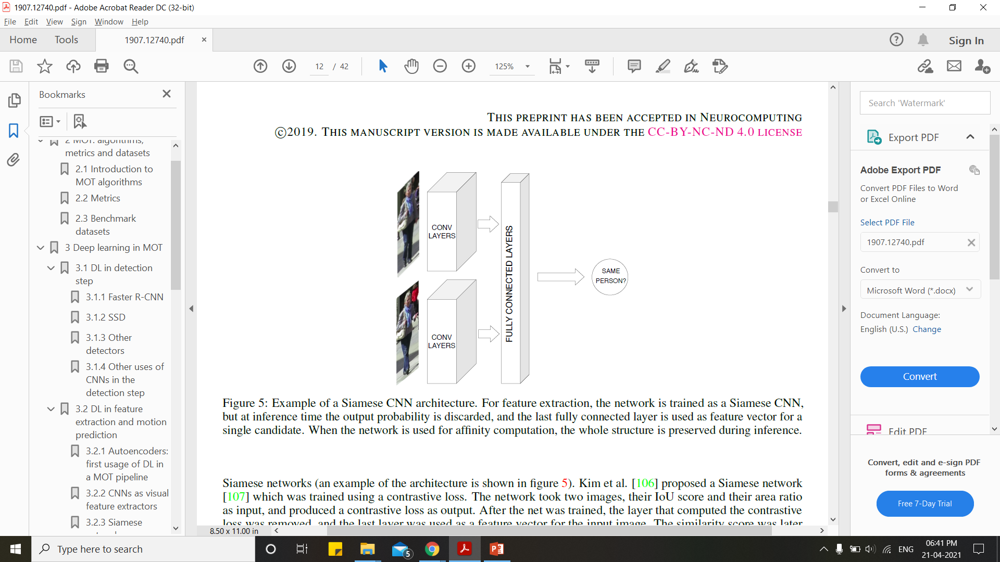 1907.12740.pdf - Adobe Acrobat Reader DC (32-bit)
File Edit View Sign Window Help
Home Tools 1907.12740.pdf × Sign In
12 / 42 125%
Bookmarks
2 MOT: algorithms,
metrics and datasets
2.1 Introduction to
MOT algorithms
2.2 Metrics
2.3 Benchmark
datasets
3 Deep learning in MOT
3.1 DL in detection
step
3.1.1 Faster R-CNN
3.1.2 SSD
3.1.3 Other
detectors
3.1.4 Other uses of
CNNs in the
detection step
3.2 DL in feature
extraction and motion
prediction
3.2.1 Autoencoders:
first usage of DL in
a MOT pipeline
3.2.2 CNNs as visual
feature extractors
3.2.3 Siamese
THIS PREPRINT HAS BEEN ACCEPTED IN NEUROCOMPUTING
©2019. THIS MANUSCRIPT VERSION IS MADE AVAILABLE UNDER THE CC-BY-NC-ND 4.0 LICENSE
CONV
LAYERS
CONV
LAYERS
FULLY CONNECTED LAYERS
SAME
PERSON?
Figure 5: Example of a Siamese CNN architecture. For feature extraction, the network is trained as a Siamese CNN,
but at inference time the output probability is discarded, and the last fully connected layer is used as feature vector for a
single candidate. When the network is used for affinity computation, the whole structure is preserved during inference.
Siamese networks (an example of the architecture is shown in figure 5). Kim et al. [106] proposed a Siamese network
[107] which was trained using a contrastive loss. The network took two images, their IoU score and their area ratio
as input, and produced a contrastive loss as output. After the net was trained, the layer that computed the contrastive
loss was removed, and the last layer was used as a feature vector for the input image. The similarity score was later
8.50 x 11.00 in
Search 'Watermark'
Export PDF
Adobe Export PDF
Convert PDF Files to Word
or Excel Online
Select PDF File
1907.12740.pdf
Convert to
Microsoft Word (*.docx)
Document Language:
English (U.S.) Change
Convert
Edit PDF
Convert, edit and e-sign PDF
forms & agreements
Free 7-Day Trial
Type here to search
5
ENG
06:41 PM
21-04-2021